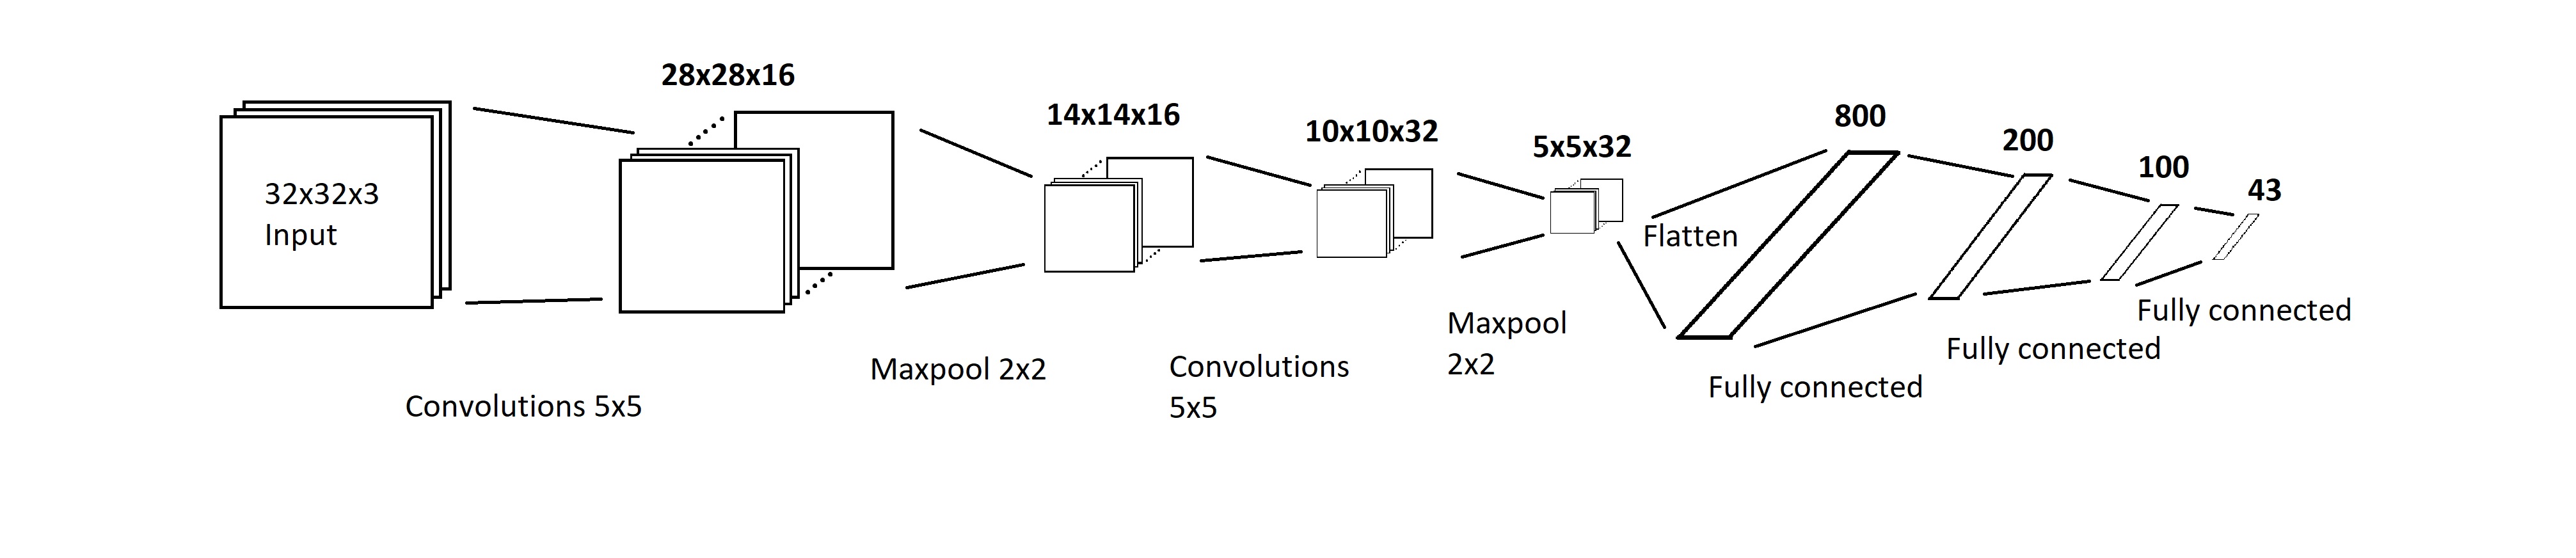 32x32x3
Input
28x28x16
Convolutions 5x5
14x14x16
Maxpool 2x2
10x10x32
Convolutions
5x5
5x5x32
Maxpool
2x2
Flatten
800
Fully connected
200
Fully connected
100
Fully connected
43